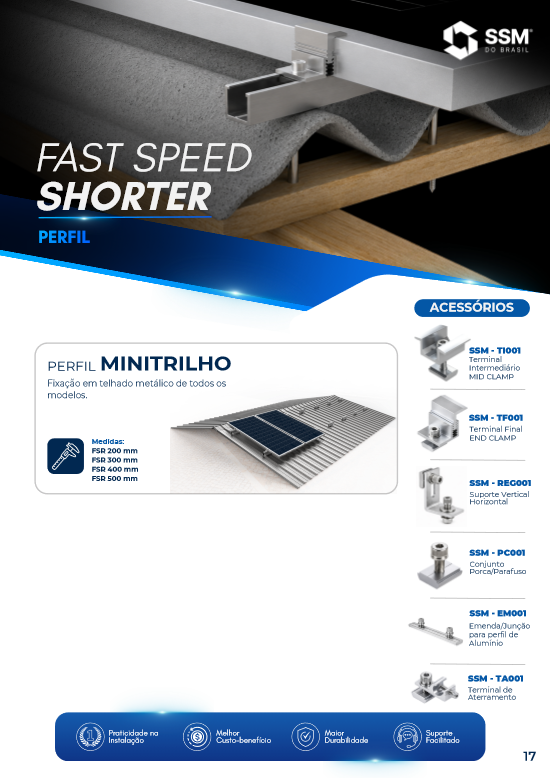 SSM
DO BRASIL
FAST SPEED
SHORTER
PERFIL
ACESSÓRIOS
PERFIL MINITRILHO
Fixação em telhado metálico de todos os
modelos.
Medidas:
FSR 200 mm
FSR 300 mm
FSR 400 mm
FSR 500 mm
SSM - TI001
Terminal
Intermediário
MID CLAMP
SSM - TF001
Terminal Final
END CLAMP
SSM - REG001
Suporte Vertical
Horizontal
SSM - PC001
Conjunto
Porca/Parafuso
SSM - EM001
Emenda/Junção
para perfil de
Alumínio
SSM - TA001
Terminal de
Aterramento
1
Praticidade na
Instalação
$
Melhor
Custo-benefício
Maior
Durabilidade
Suporte
Facilitado
17